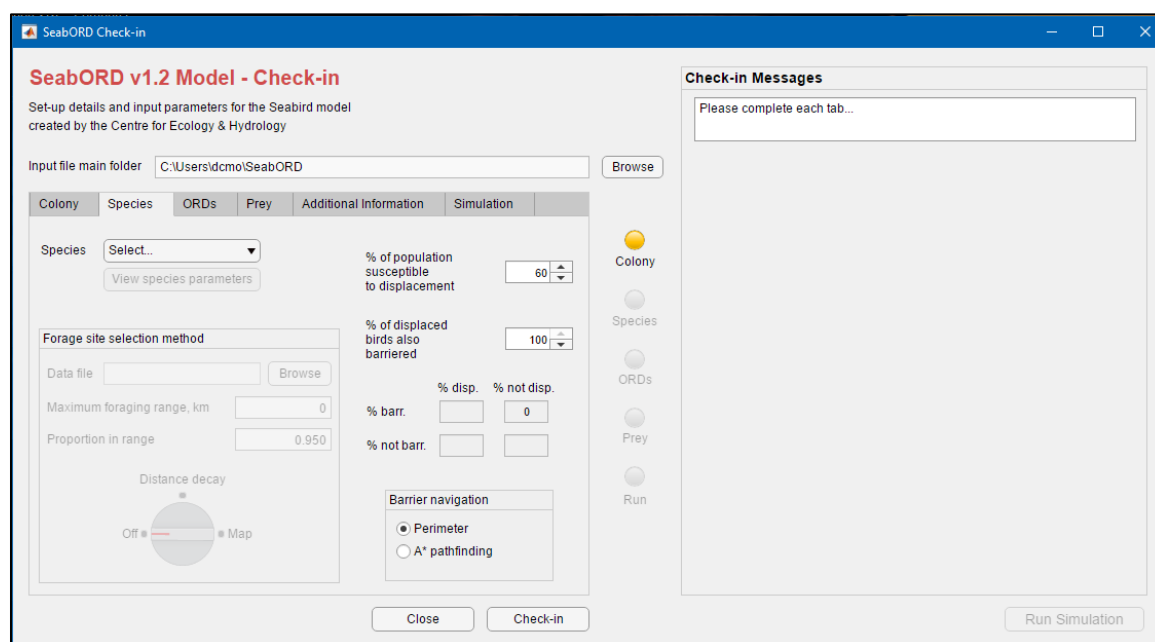 SeabORD Check-in
SeabORD v1.2 Model - Check-in
Set-up details and input parameters for the Seabird model
created by the Centre for Ecology & Hydrology
Input file main folder C:\Users\dcmo\SeabORD Browse
Colony Species ORDs Prey Additional Information Simulation
Species Select...
View species parameters
% of population
susceptible
to displacement
60
% of displaced
birds also
barriered
100
Forage site selection method
Data file Browse
Maximum foraging range, km 0
Proportion in range 0.950
Distance decay
Off Map
% disp. % not disp.
% barr. 0
% not barr.
Barrier navigation
Perimeter
A* pathfinding
Colony
Species
ORDs
Prey
Run
Close Check-in
Check-in Messages
Please complete each tab...
Run Simulation